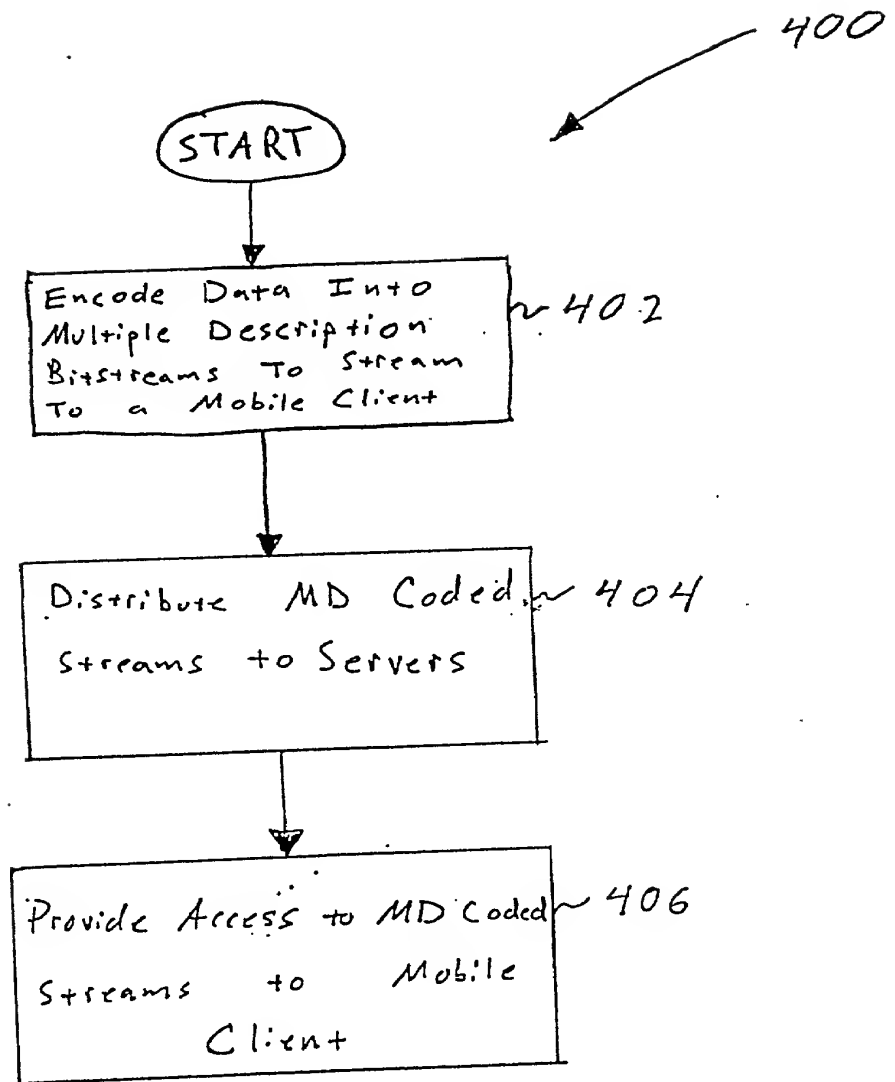 400
START
Encode Data Into
Multiple Description
Bitstreams To Stream
To a Mobile Client
402
Distribute MD Coded
Streams to Servers
404
Provide Access to MD Coded
Streams to Mobile
Client
406